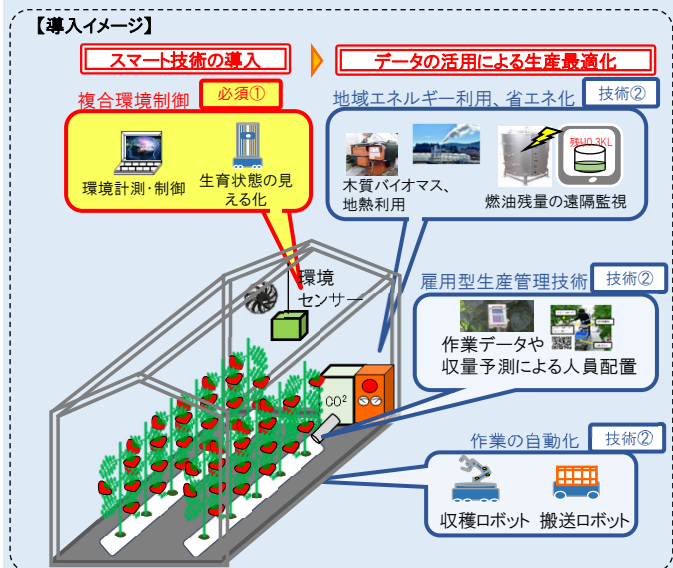 【導入イメージ】
スマート技術の導入
データの活用による生産最適化
複合環境制御
必須①
環境計測・制御
生育状態の見
える化
地域エネルギー利用、省エネ化
技術②
木質バイオマス、
地熱利用
残り0.3KL
燃油残量の遠隔監視
環境
センサー
CO²
雇用型生産管理技術
技術②
作業データや
収量予測による人員配置
作業の自動化
技術②
収穫ロボット
搬送ロボット